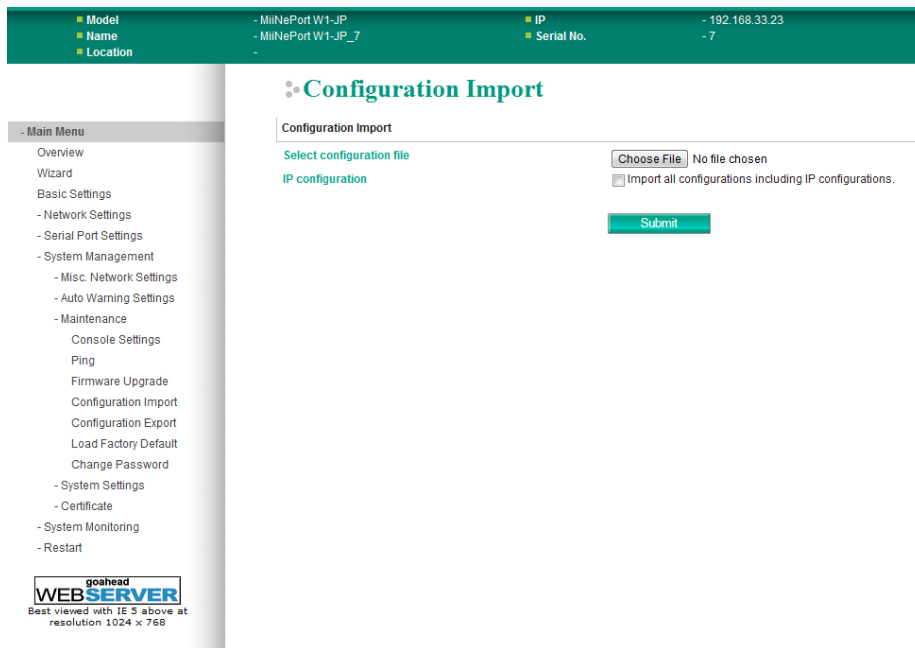 Model - MiiNePort W1-JP IP - 192.168.33.23
Name - MiiNePort W1-JP_7 Serial No. - 7
Location -
Configuration Import
- Main Menu
Overview
Wizard
Basic Settings
- Network Settings
- Serial Port Settings
- System Management
- Misc. Network Settings
- Auto Warning Settings
- Maintenance
Console Settings
Ping
Firmware Upgrade
Configuration Import
Configuration Export
Load Factory Default
Change Password
- System Settings
- Certificate
- System Monitoring
- Restart
goahead
WEBSERVER
Best viewed with IE 5 above at
resolution 1024 x 768
Configuration Import
Select configuration file Choose File No file chosen
IP configuration Import all configurations including IP configurations.
Submit